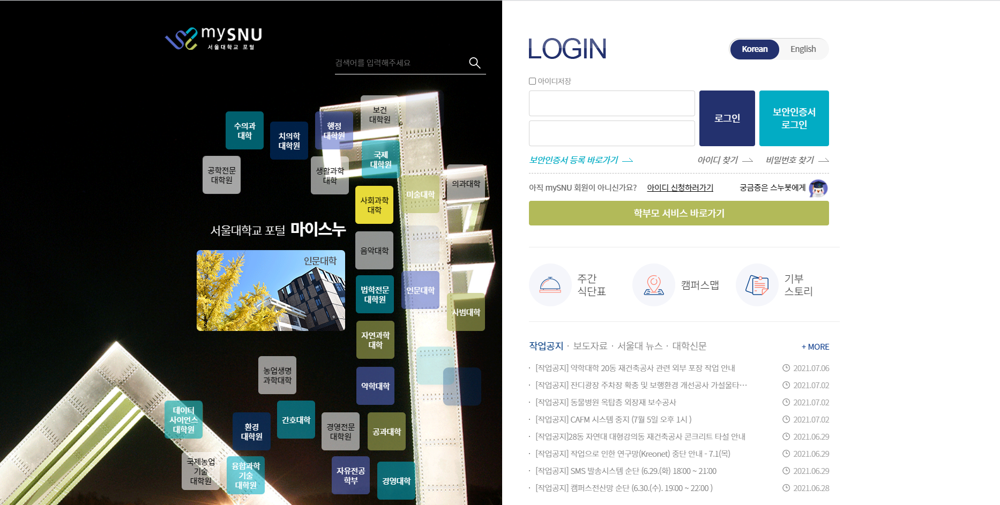 mySNU
서울대학교 포털
검색어를 입력해주세요
보건
대학원
수의과
대학
치의학
대학원
행정
대학원
국제
대학원
공학전문
대학원
생활과학
대학
의과대학
미술대학
사회과학
대학
서울대학교 포털 마이스누
음악대학
인문대학
법학전문
대학원
인문대학
사범대학
자연과학
대학
농업생명
과학대학
약학대학
데이터
사이언스
대학원
환경
대학원
간호대학
경영전문
대학원
공과대학
국제농업
기술
대학원
융합과학
기술
대학원
자유전공
학부
경영대학
LOGIN
Korean English
아이디저장
로그인
보안인증서
로그인
보안인증서 등록 바로가기 아이디 찾기 비밀번호 찾기
아직 mySNU 회원이 아니신가요? 아이디 신청하러가기 궁금증은 스누봇에게
학부모 서비스 바로가기
주간
식단표
캠퍼스맵
기부
스토리
작업공지 · 보도자료 · 서울대 뉴스 · 대학신문 + MORE
· [작업공지] 약학대학 20동 재건축공사 관련 외부 포장 작업 안내 2021.07.06
· [작업공지] 잔디광장 주차장 확충 및 보행환경 개선공사 가설울타… 2021.07.02
· [작업공지] 동물병원 옥탑층 외장재 보수공사 2021.07.02
· [작업공지] CAFM 시스템 중지 (7월 5일 오후 1시 ) 2021.07.02
· [작업공지]28동 자연대 대형강의동 재건축공사 콘크리트 타설 안내 2021.06.29
· [작업공지] 작업으로 인한 연구망(Kreonet) 중단 안내 - 7.1(목) 2021.06.29
· [작업공지] SMS 발송시스템 순단 (6.29.(화) 18:00 ~ 21:00 2021.06.29
· [작업공지] 캠퍼스전산망 순단 (6.30.(수). 19:00 ~ 22:00 ) 2021.06.28